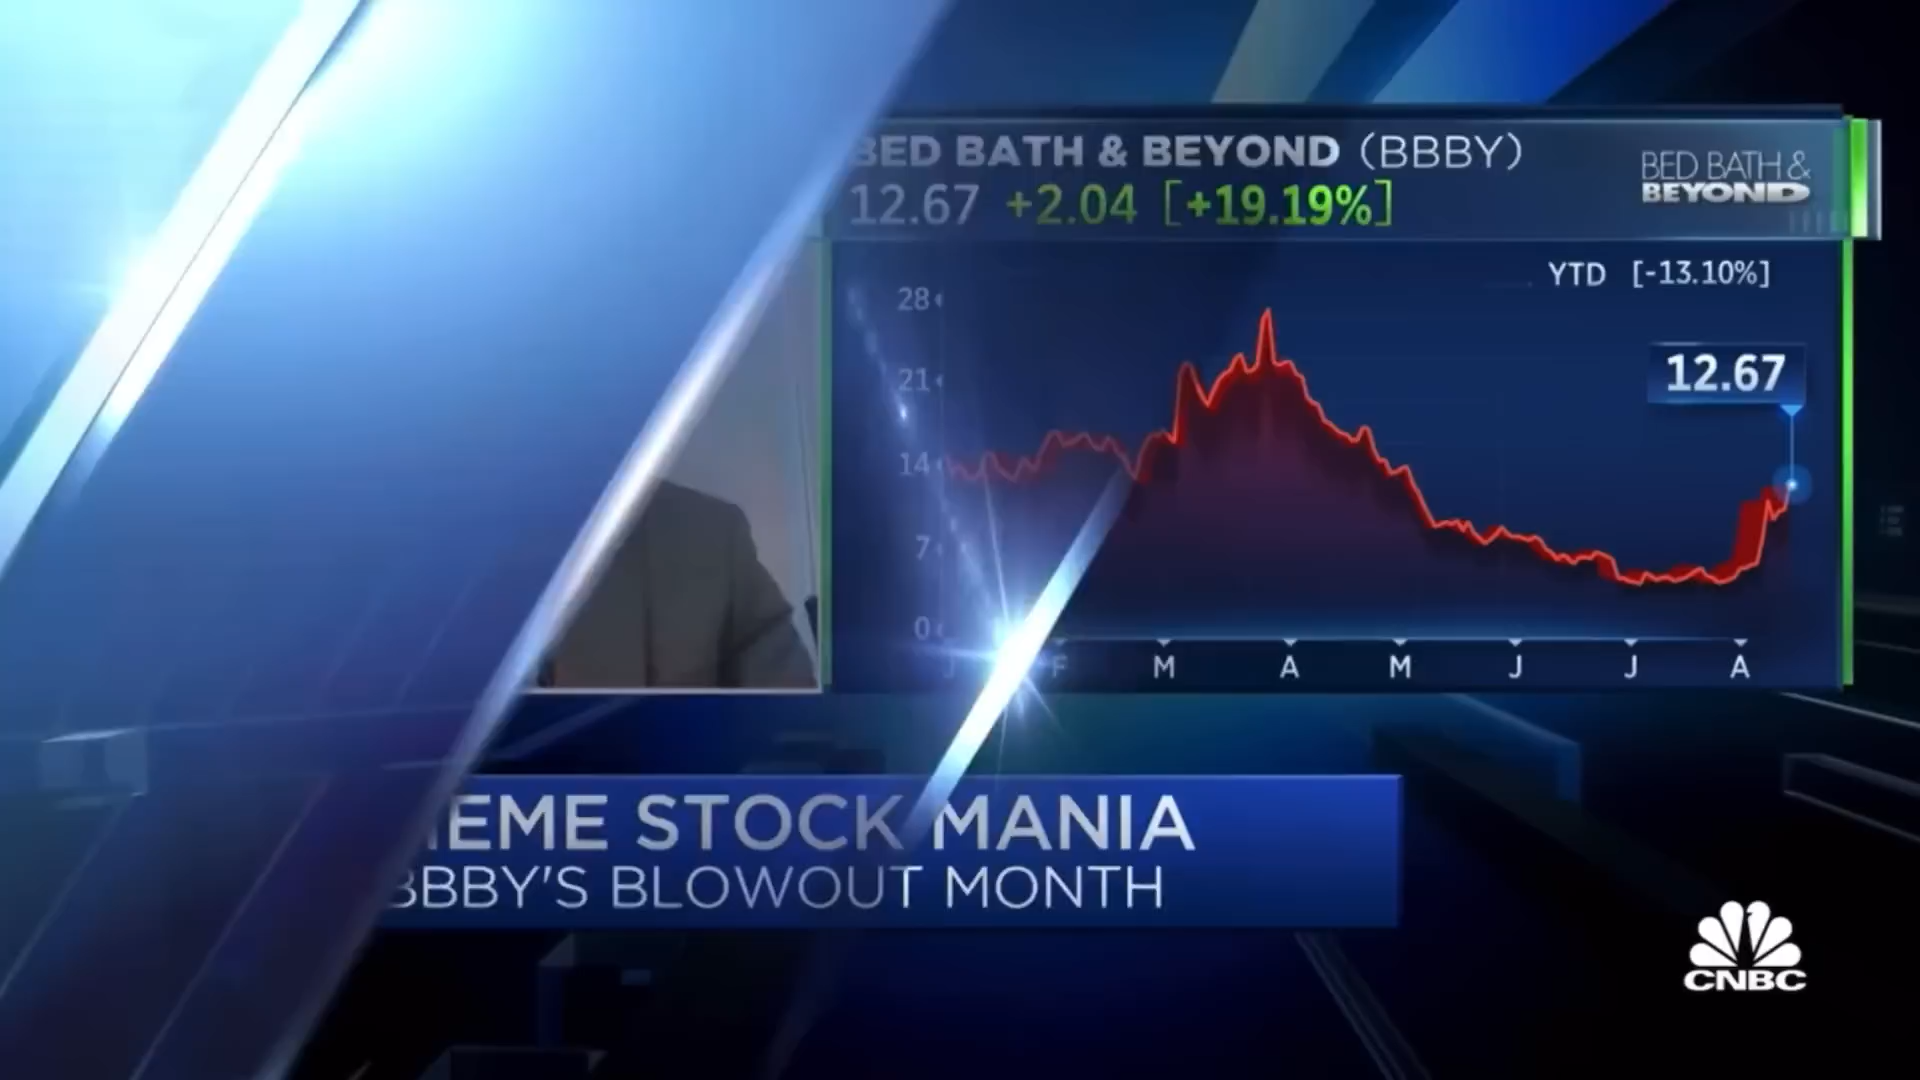 BED BATH & BEYOND (BBBY)
12.67 +2.04 [+19.19%]
BED BATH &
BEYOND
YTD [-13.10%]
28
21
14
7
0
12.67
J F M A M J J A
EME STOCK MANIA
BBBY'S BLOWOUT MONTH
CNBC